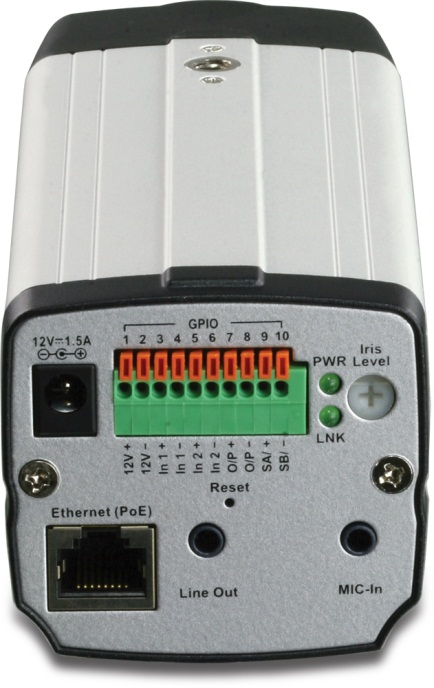 GPIO
12V⎓1.5A
1 2 3 4 5 6 7 8 9 10
PWR
Iris
Level
LNK
12V +
12V -
In 1 +
In 1 -
In 2 +
In 2 -
O/P +
O/P -
SA/ +
SB/ -
Reset
Ethernet (PoE)
Line Out
MIC-In